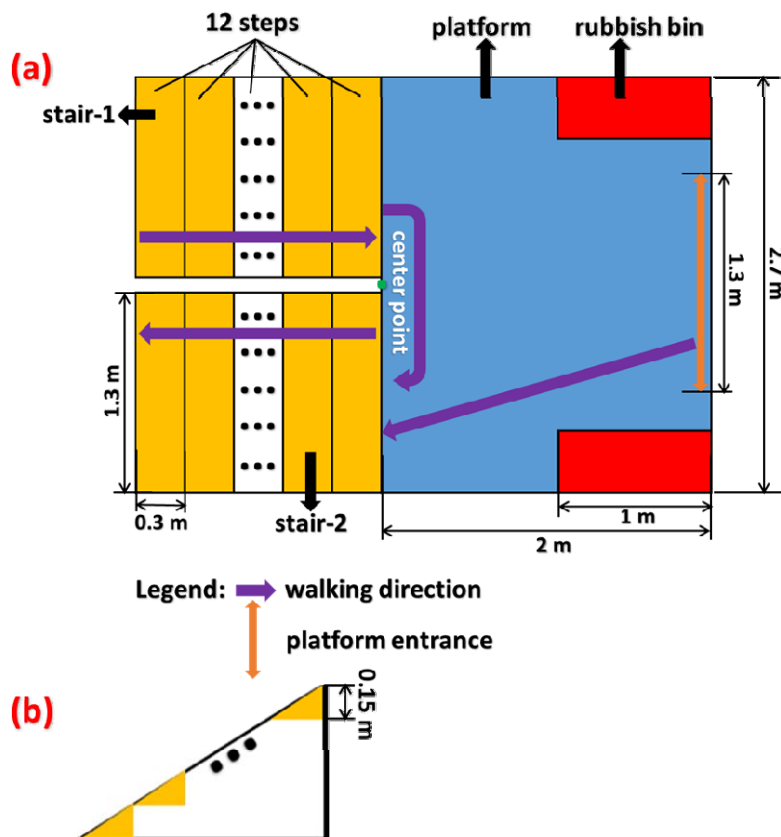 12 steps
platform
rubbish bin
(a)
stair-1
center point
1.3 m
2.7 m
1.3 m
0.3 m
stair-2
1 m
2 m
Legend:
walking direction
platform entrance
(b)
0.15 m